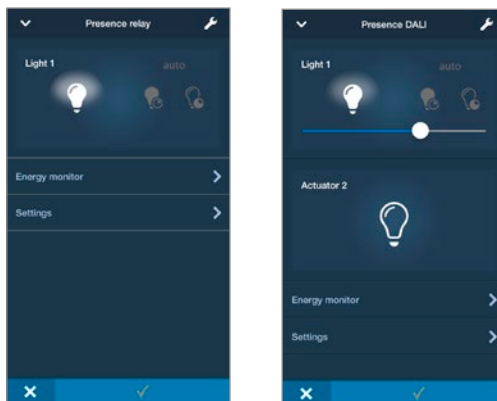 Presence relay
Light 1
auto
Energy monitor
Settings
Presence DALI
Light 1
auto
Actuator 2
Energy monitor
Settings